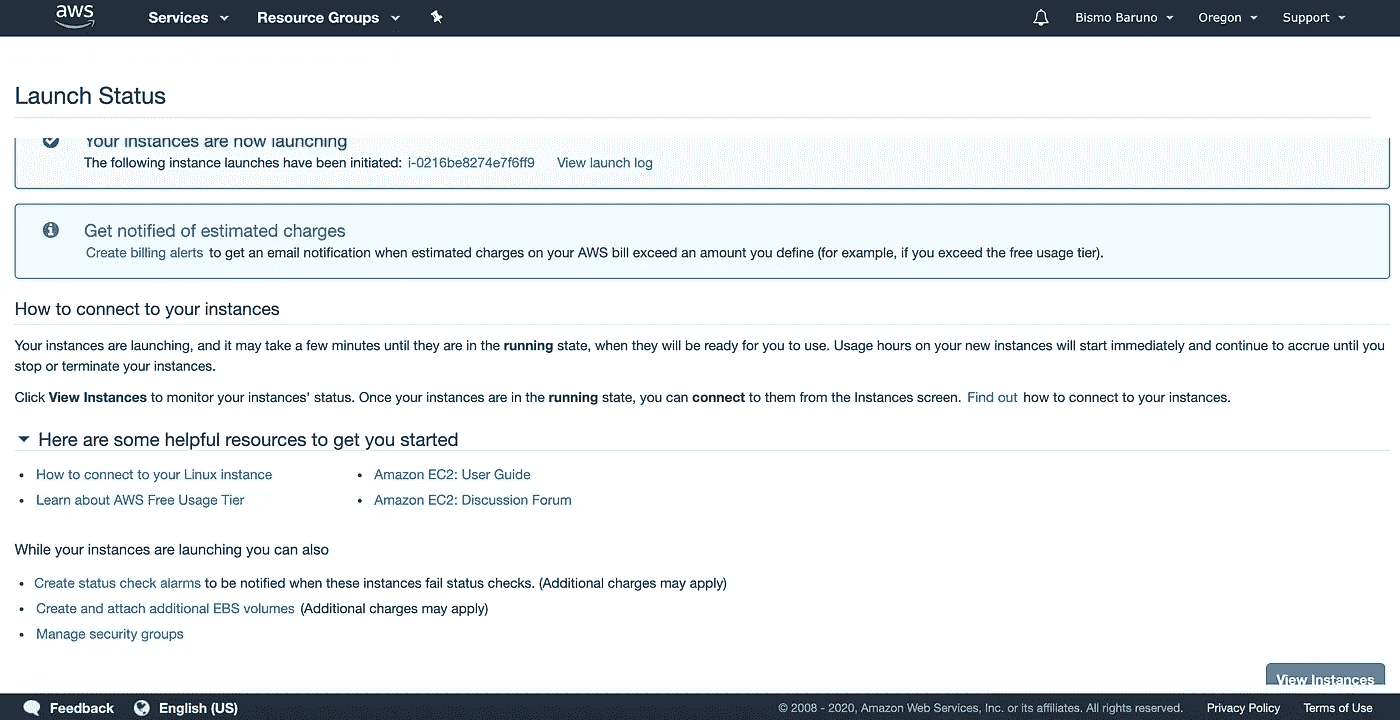 aws Services Resource Groups Bismo Baruno Oregon Support
Launch Status
Your instances are now launching
The following instance launches have been initiated: i-0216be8274e7f6ff9 View launch log
Get notified of estimated charges
Create billing alerts to get an email notification when estimated charges on your AWS bill exceed an amount you define (for example, if you exceed the free usage tier).
How to connect to your instances
Your instances are launching, and it may take a few minutes until they are in the running state, when they will be ready for you to use. Usage hours on your new instances will start immediately and continue to accrue until you
stop or terminate your instances.
Click View Instances to monitor your instances' status. Once your instances are in the running state, you can connect to them from the Instances screen. Find out how to connect to your instances.
Here are some helpful resources to get you started
• How to connect to your Linux instance • Amazon EC2: User Guide
• Learn about AWS Free Usage Tier • Amazon EC2: Discussion Forum
While your instances are launching you can also
• Create status check alarms to be notified when these instances fail status checks. (Additional charges may apply)
• Create and attach additional EBS volumes (Additional charges may apply)
• Manage security groups
View Instances
Feedback English (US) © 2008 - 2020, Amazon Web Services, Inc. or its affiliates. All rights reserved. Privacy Policy Terms of Use